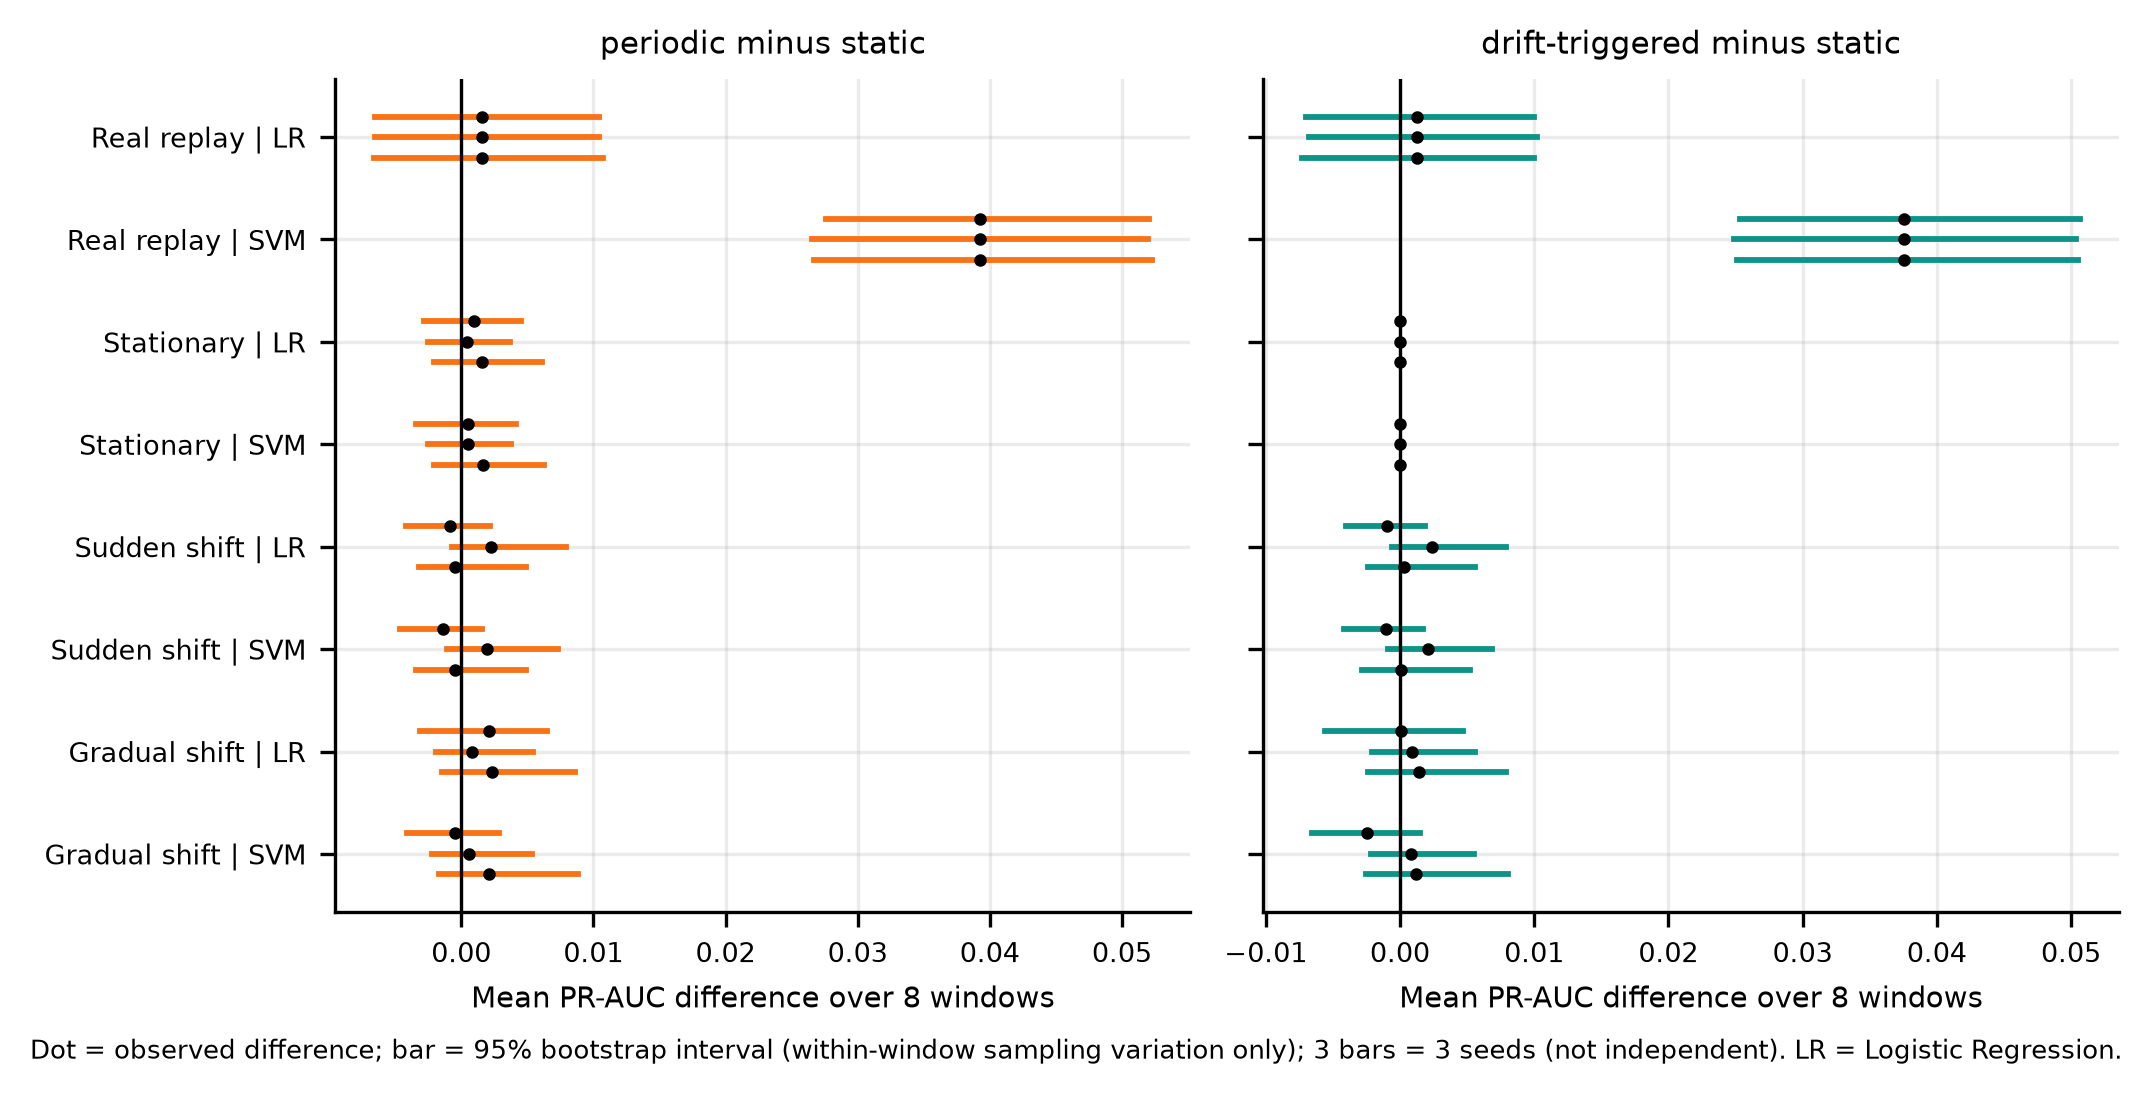 periodic minus static
drift-triggered minus static
Real replay | LR
Real replay | SVM
Stationary | LR
Stationary | SVM
Sudden shift | LR
Sudden shift | SVM
Gradual shift | LR
Gradual shift | SVM
0.00 0.01 0.02 0.03 0.04 0.05
−0.01 0.00 0.01 0.02 0.03 0.04 0.05
Mean PR-AUC difference over 8 windows
Mean PR-AUC difference over 8 windows
Dot = observed difference; bar = 95% bootstrap interval (within-window sampling variation only); 3 bars = 3 seeds (not independent). LR = Logistic Regression.